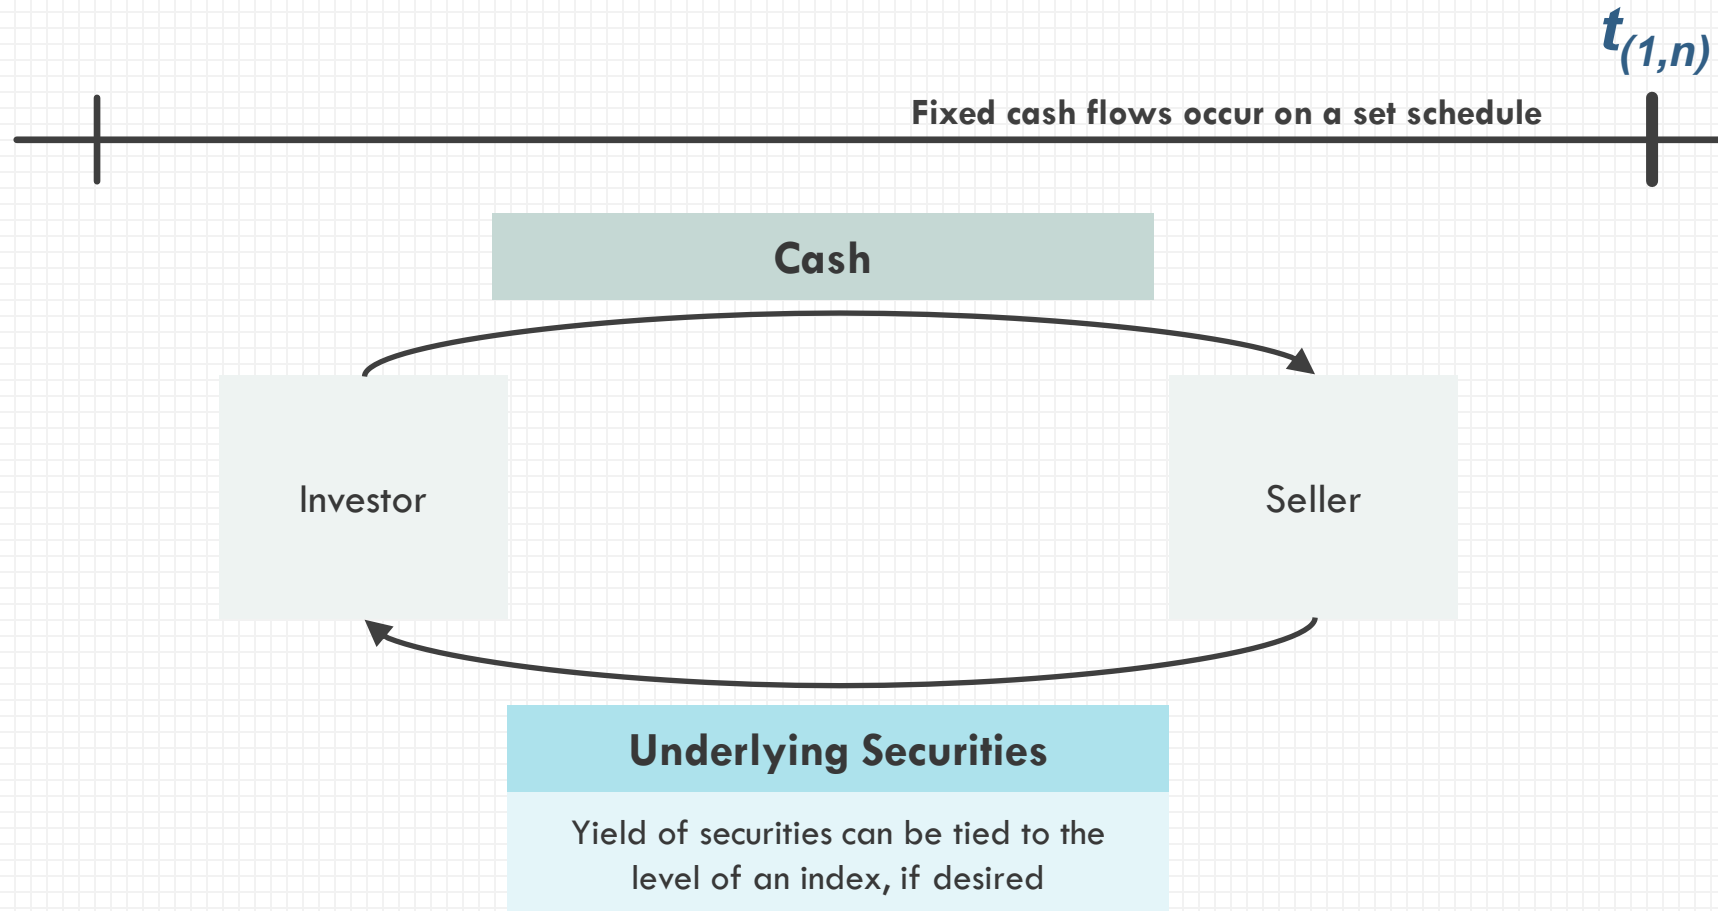 t(1,n)
Fixed cash flows occur on a set schedule
Cash
Investor
Seller
Underlying Securities
Yield of securities can be tied to the
level of an index, if desired